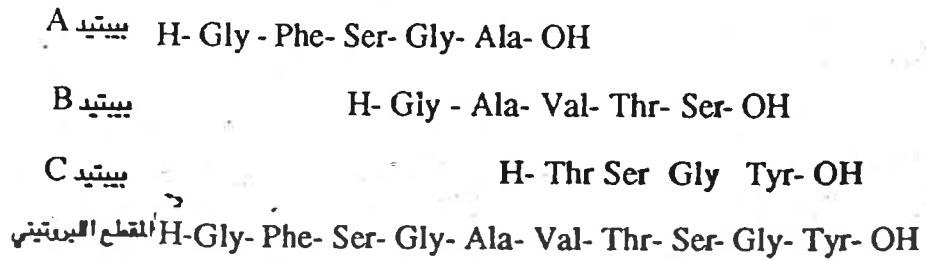 ببتيد A H- Gly - Phe- Ser- Gly- Ala- OH
ببتيد B H- Gly - Ala- Val- Thr- Ser- OH
ببتيد C H- Thr Ser Gly Tyr- OH
المقطع البروتيني H-Gly- Phe- Ser- Gly- Ala- Val- Thr- Ser- Gly- Tyr- OH